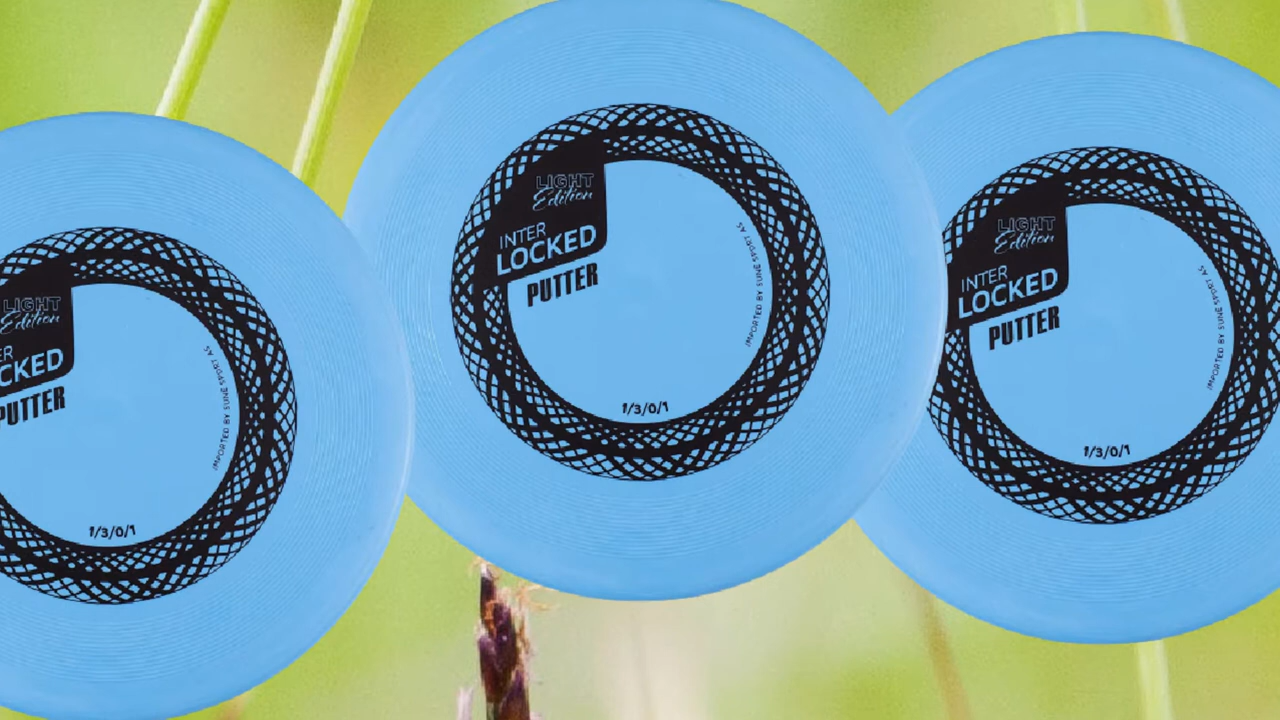 LIGHT
Edition
INTER
LOCKED
PUTTER
IMPORTED BY SUNE SPORT AS
1/3/0/1
LIGHT
Edition
ER
CKED
PUTTER
IMPORTED BY SUNE SPORT AS
1/3/0/1
LIGHT
Edition
INTER
LOCKED
PUTTER
IMPORTED BY SUNE SPORT AS
1/3/0/1